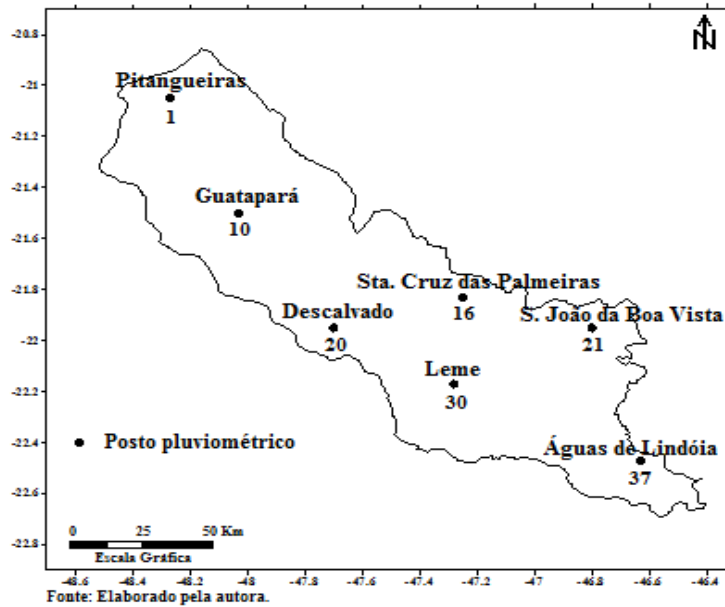 -20.8
N
-21
Pitangueiras
1
-21.2
-21.4
Guatapará
10
-21.6
-21.8
Sta. Cruz das Palmeiras
16
Descalvado
20
S. João da Boa Vista
21
-22
Leme
30
-22.2
-22.4
Posto pluviométrico
Águas de Lindóia
37
-22.6
0 25 50 Km
Escala Gráfica
-22.8
-48.6 -48.4 -48.2 -48 -47.8 -47.6 -47.4 -47.2 -47 -46.8 -46.6 -46.4
Fonte: Elaborado pela autora.